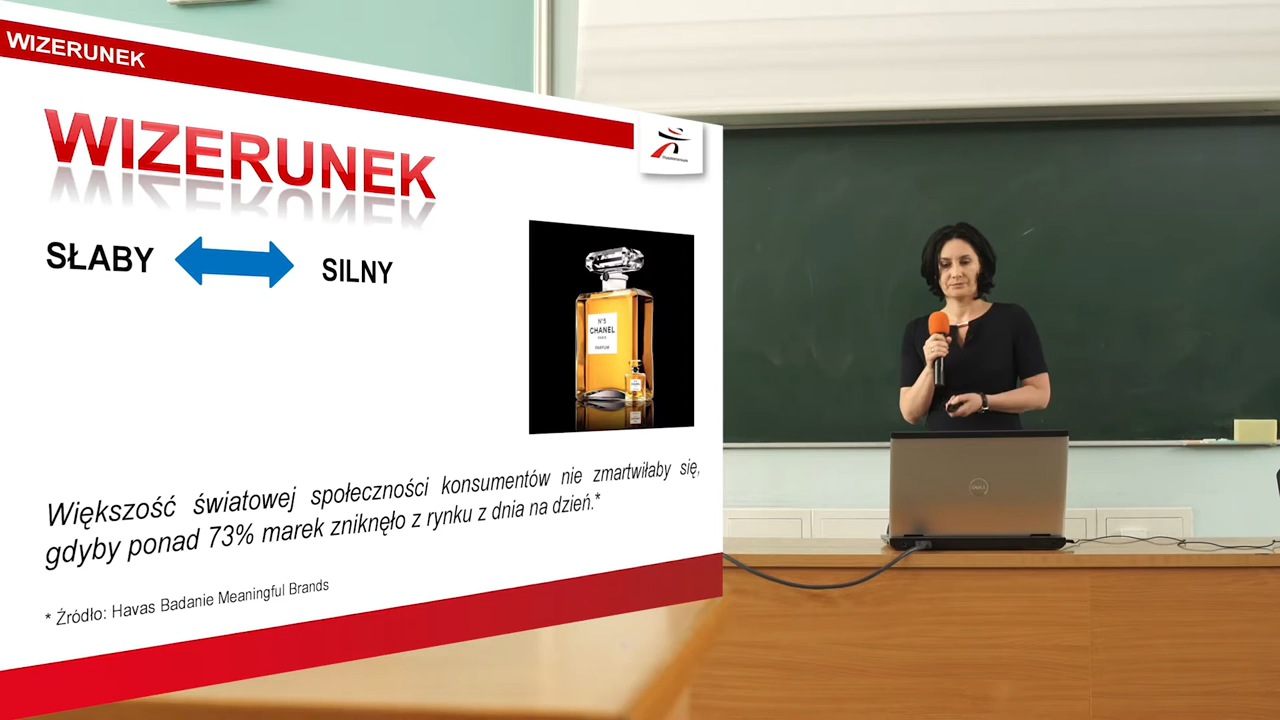 WIZERUNEK
WIZERUNEK
SŁABY
SILNY
N°5
CHANEL
PARIS
PARFUM
Większość światowej społeczności konsumentów nie zmartwiłaby się,
gdyby ponad 73% marek zniknęło z rynku z dnia na dzień.*
* Źródło: Havas Badanie Meaningful Brands
DELL